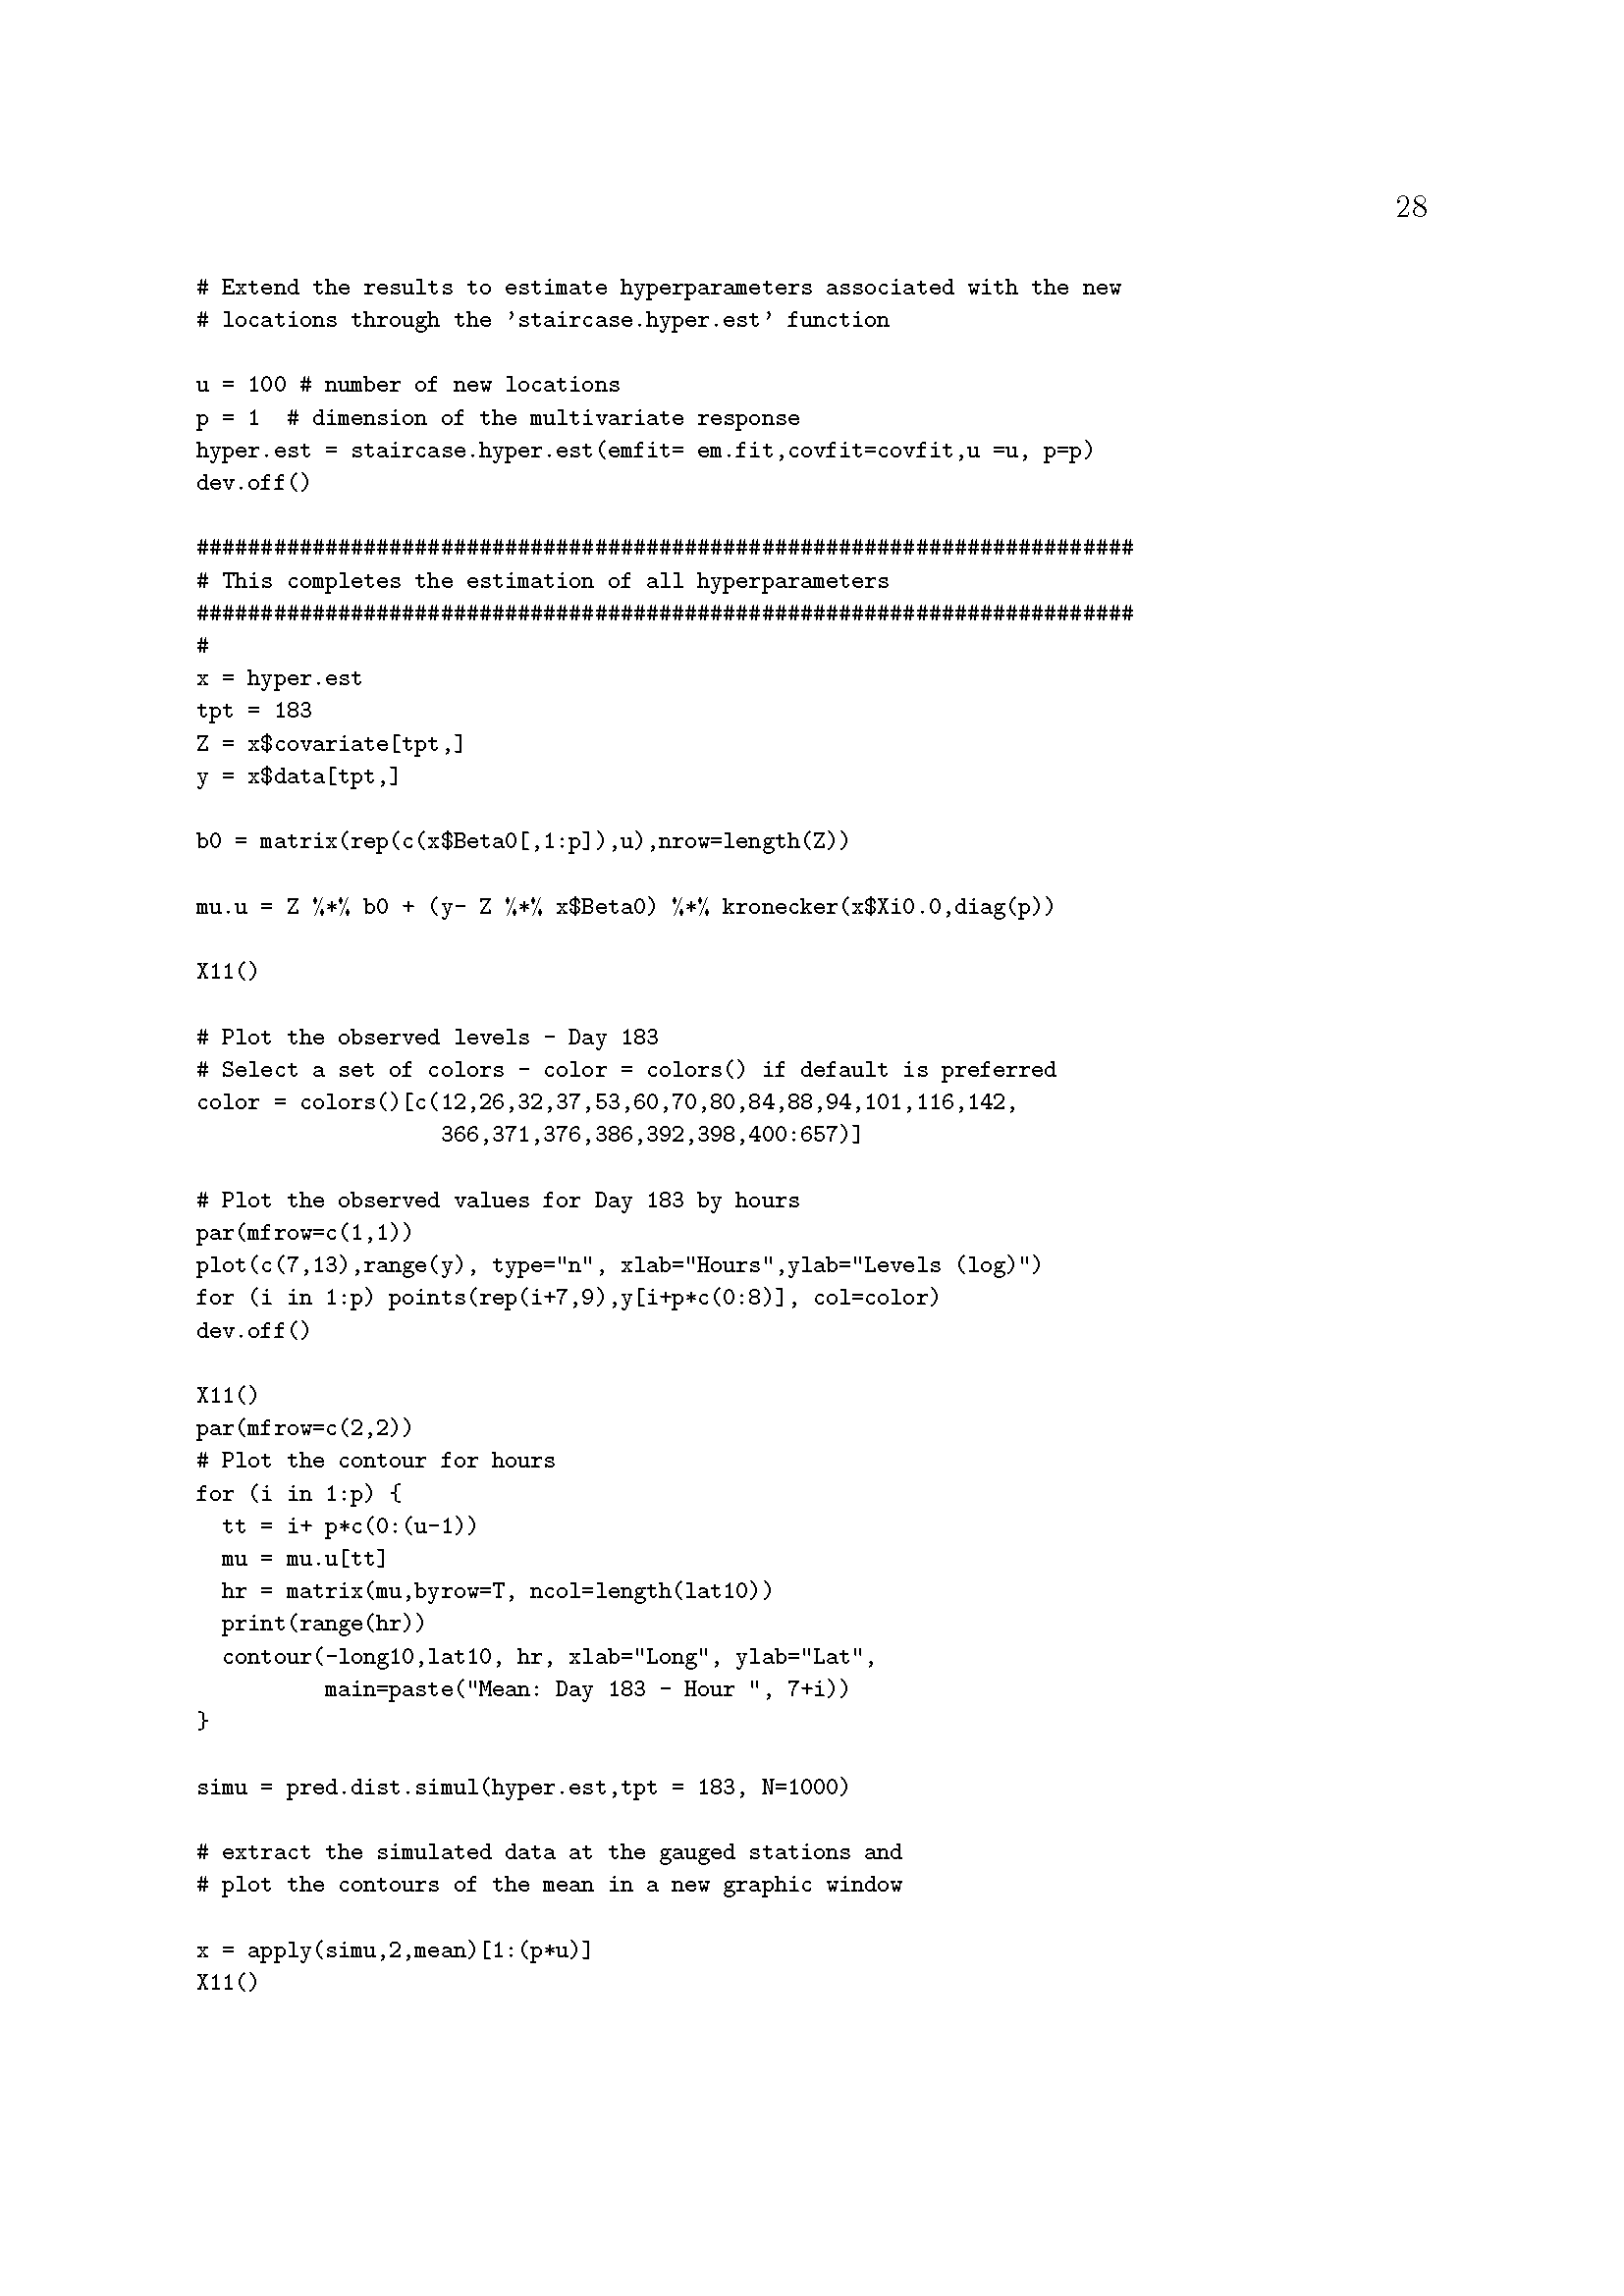 28
# Extend the results to estimate hyperparameters associated with the new
# locations through the 'staircase.hyper.est' function
u = 100 # number of new locations
p = 1  # dimension of the multivariate response
hyper.est = staircase.hyper.est(emfit= em.fit,covfit=covfit,u =u, p=p)
dev.off()
#########################################################################
# This completes the estimation of all hyperparameters
#########################################################################
#
x = hyper.est
tpt = 183
Z = x$covariate[tpt,]
y = x$data[tpt,]
b0 = matrix(rep(c(x$Beta0[,1:p]),u),nrow=length(Z))
mu.u = Z %*% b0 + (y- Z %*% x$Beta0) %*% kronecker(x$Xi0.0,diag(p))
X11()
# Plot the observed levels - Day 183
# Select a set of colors - color = colors() if default is preferred
color = colors()[c(12,26,32,37,53,60,70,80,84,88,94,101,116,142,
                   366,371,376,386,392,398,400:657)]
# Plot the observed values for Day 183 by hours
par(mfrow=c(1,1))
plot(c(7,13),range(y), type="n", xlab="Hours",ylab="Levels (log)")
for (i in 1:p) points(rep(i+7,9),y[i+p*c(0:8)], col=color)
dev.off()
X11()
par(mfrow=c(2,2))
# Plot the contour for hours
for (i in 1:p) {
  tt = i+ p*c(0:(u-1))
  mu = mu.u[tt]
  hr = matrix(mu,byrow=T, ncol=length(lat10))
  print(range(hr))
  contour(-long10,lat10, hr, xlab="Long", ylab="Lat",
          main=paste("Mean: Day 183 - Hour ", 7+i))
}
simu = pred.dist.simul(hyper.est,tpt = 183, N=1000)
# extract the simulated data at the gauged stations and
# plot the contours of the mean in a new graphic window
x = apply(simu,2,mean)[1:(p*u)]
X11()